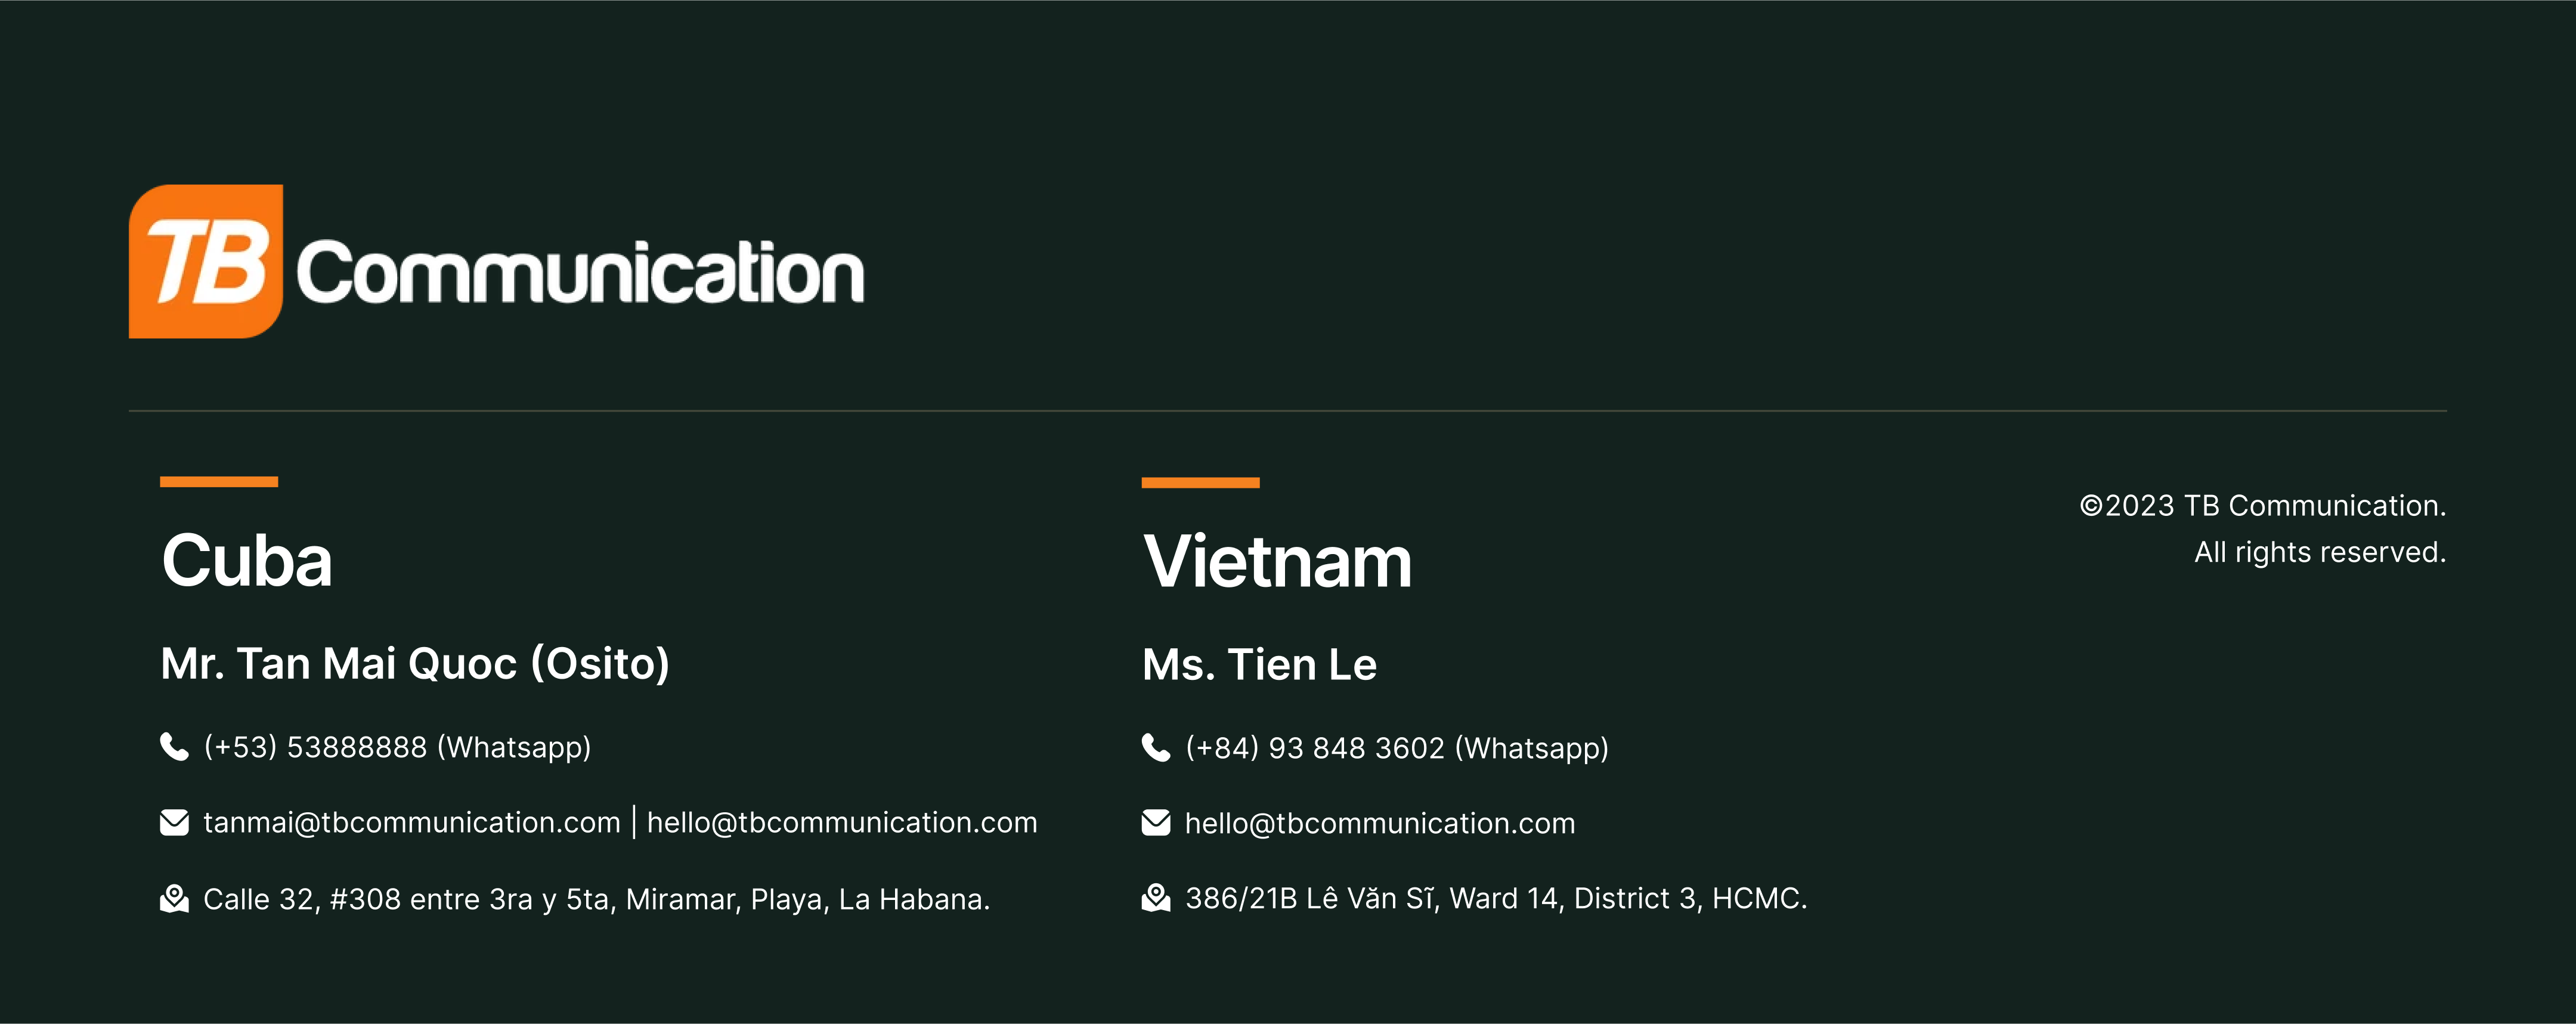 TB Communication
Cuba
Mr. Tan Mai Quoc (Osito)
(+53) 53888888 (Whatsapp)
tanmai@tbcommunication.com | hello@tbcommunication.com
Calle 32, #308 entre 3ra y 5ta, Miramar, Playa, La Habana.
Vietnam
Ms. Tien Le
(+84) 93 848 3602 (Whatsapp)
hello@tbcommunication.com
386/21B Lê Văn Sĩ, Ward 14, District 3, HCMC.
©2023 TB Communication.
All rights reserved.